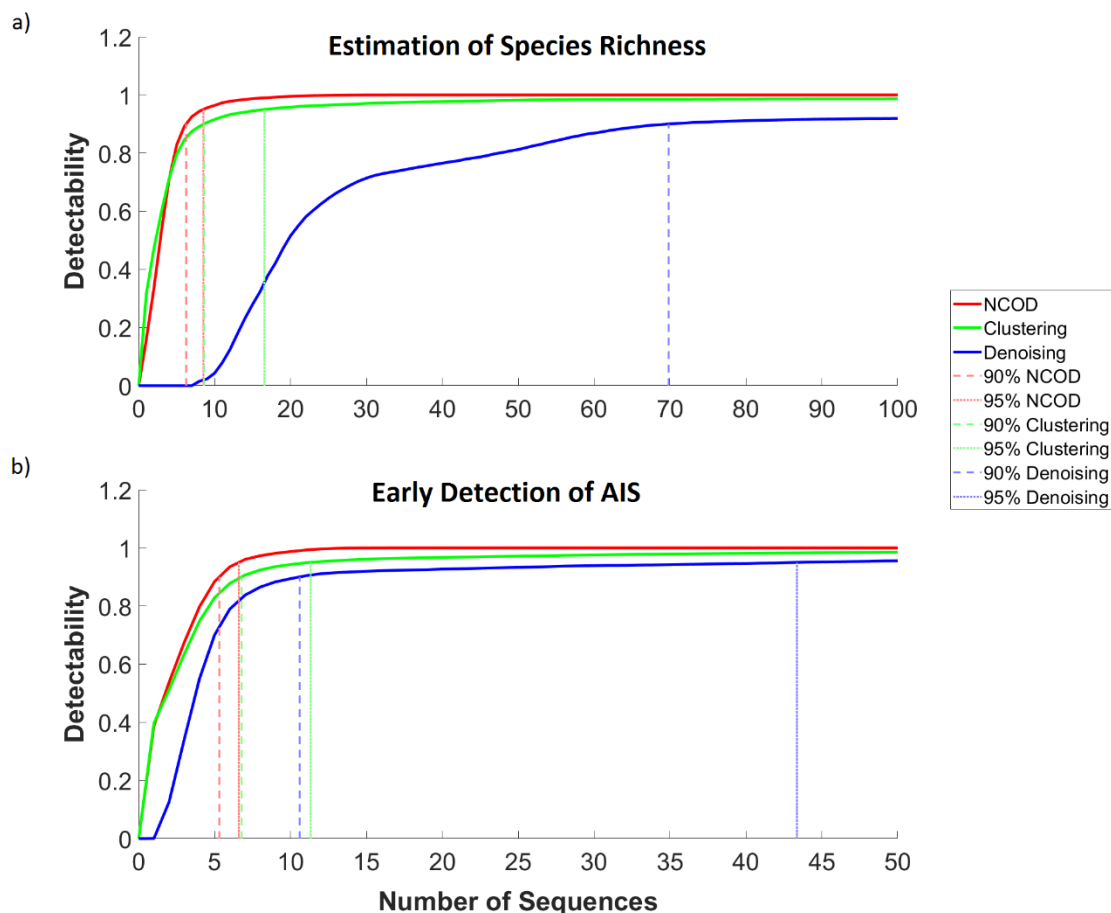 a)
Estimation of Species Richness
Detectability
1.2
1
0.8
0.6
0.4
0.2
0
0 10 20 30 40 50 60 70 80 90 100
NCOD
Clustering
Denoising
90% NCOD
95% NCOD
90% Clustering
95% Clustering
90% Denoising
95% Denoising
b)
Early Detection of AIS
Detectability
1.2
1
0.8
0.6
0.4
0.2
0
0 5 10 15 20 25 30 35 40 45 50
Number of Sequences